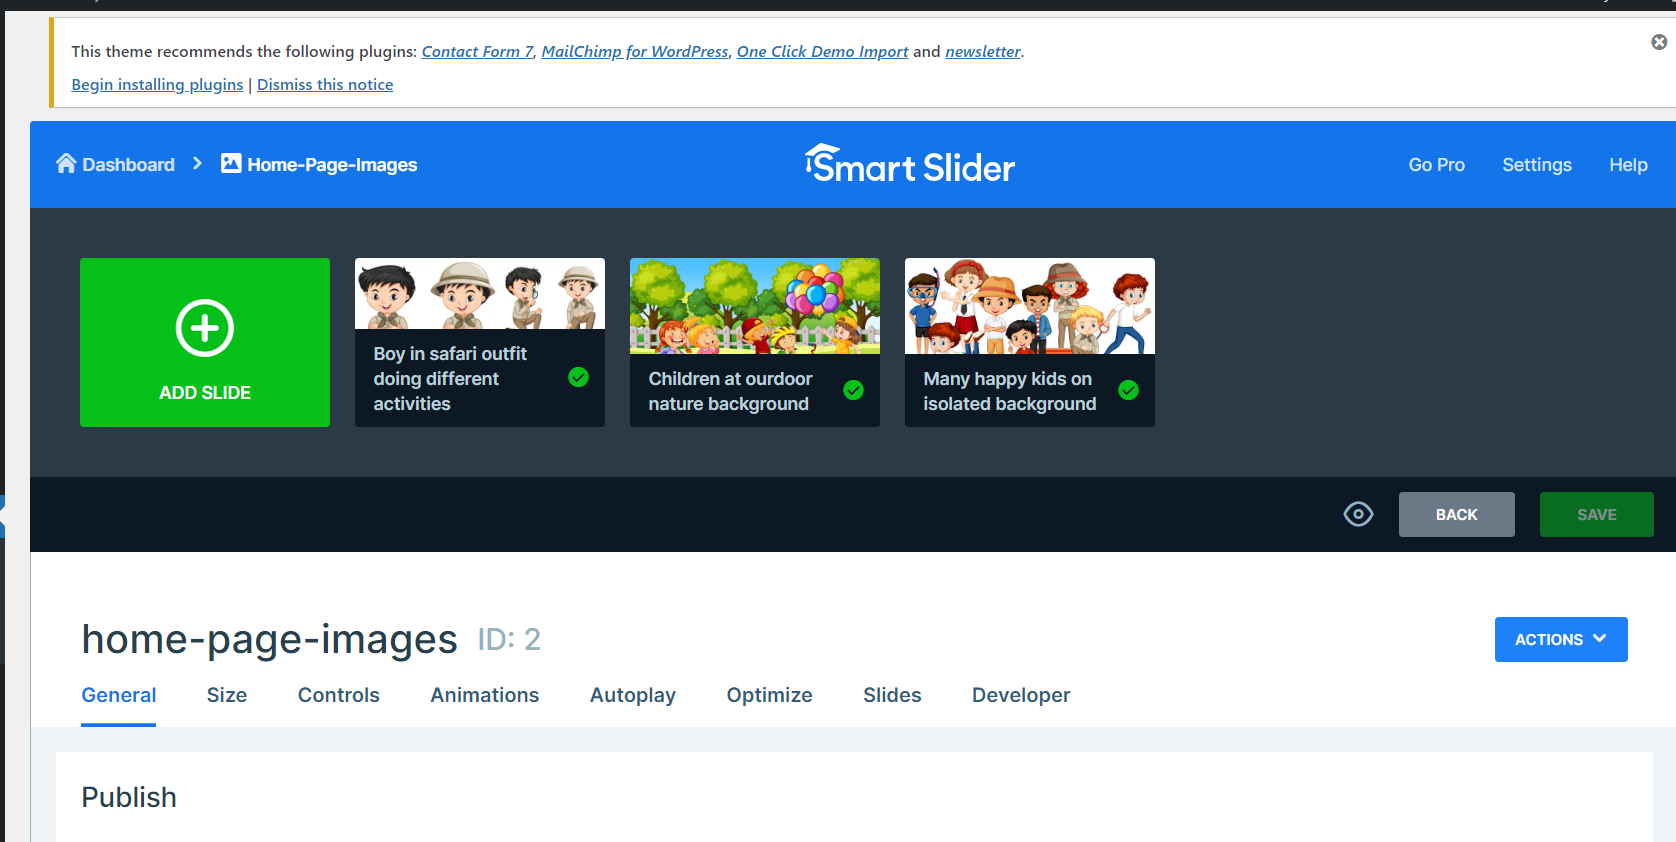 This theme recommends the following plugins: Contact Form 7, MailChimp for WordPress, One Click Demo Import and newsletter.
Begin installing plugins | Dismiss this notice
Dashboard
Home-Page-Images
Smart Slider
Go Pro
Settings
Help
ADD SLIDE
Boy in safari outfit
doing different
activities
Children at ourdoor
nature background
Many happy kids on
isolated background
BACK
SAVE
home-page-images ID: 2
ACTIONS
General
Size
Controls
Animations
Autoplay
Optimize
Slides
Developer
Publish